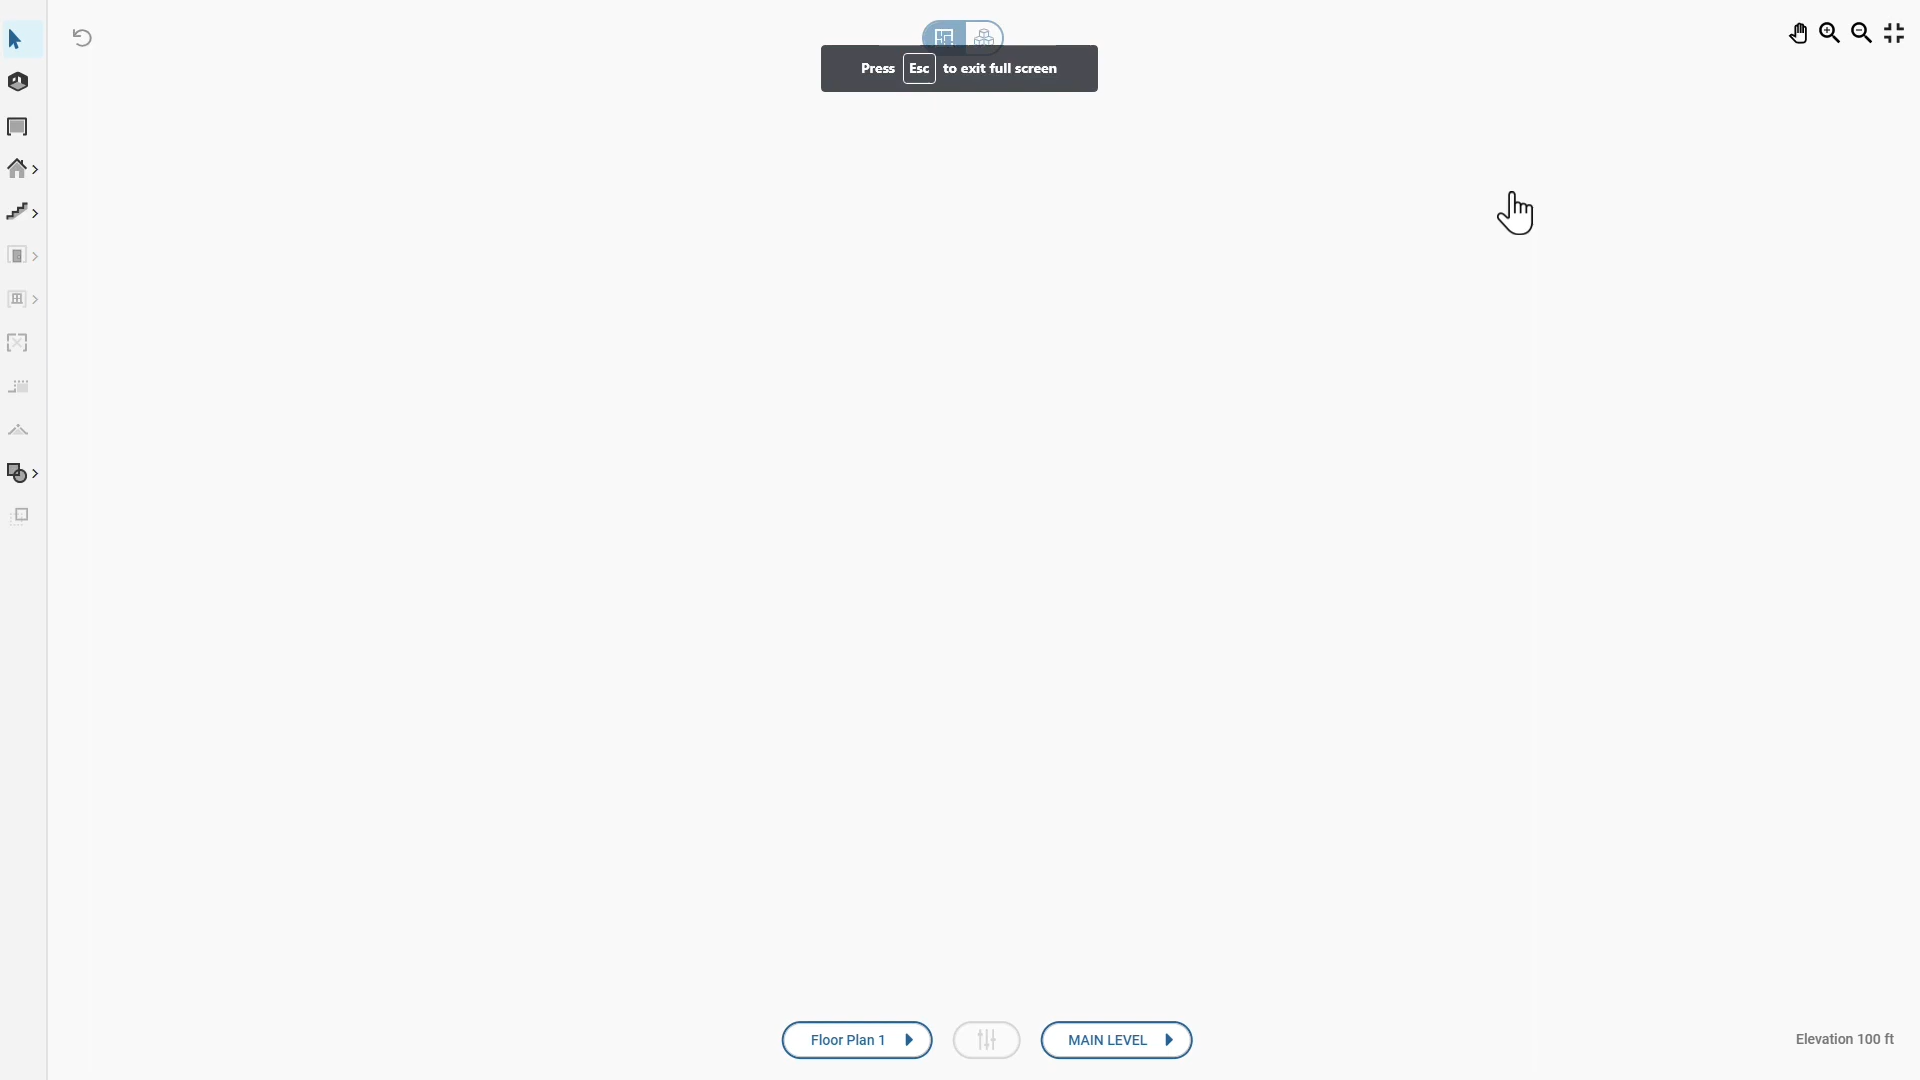 Press Esc to exit full screen
Floor Plan 1
MAIN LEVEL
Elevation 100 ft